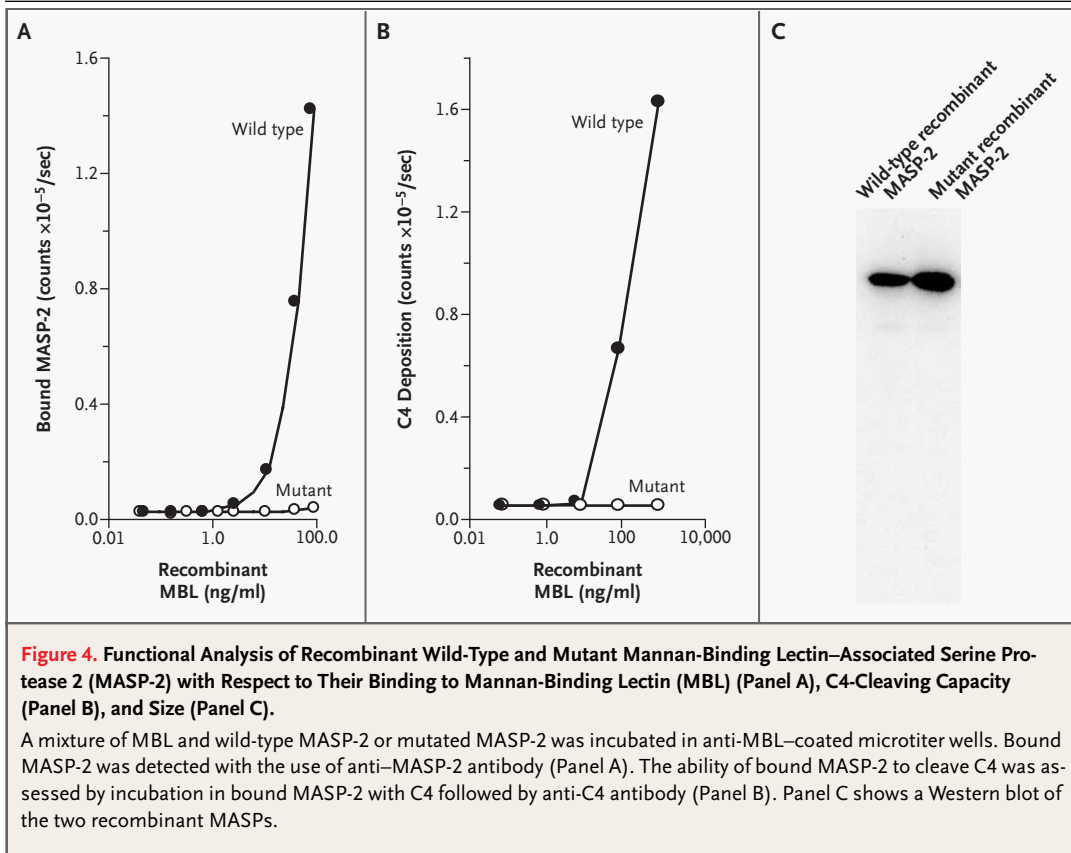 A
1.6
1.2
0.8
0.4
0.0
0.01
1.0
100.0
Bound MASP-2 (counts ×10⁻⁵/sec)
Wild type
Mutant
Recombinant
MBL (ng/ml)
B
1.6
1.2
0.8
0.4
0.0
0.01
1.0
100
10,000
C4 Deposition (counts ×10⁻⁵/sec)
Wild type
Mutant
Recombinant
MBL (ng/ml)
C
Wild-type recombinant
MASP-2
Mutant recombinant
MASP-2
Figure 4. Functional Analysis of Recombinant Wild-Type and Mutant Mannan-Binding Lectin–Associated Serine Pro-
tease 2 (MASP-2) with Respect to Their Binding to Mannan-Binding Lectin (MBL) (Panel A), C4-Cleaving Capacity
(Panel B), and Size (Panel C).
A mixture of MBL and wild-type MASP-2 or mutated MASP-2 was incubated in anti-MBL–coated microtiter wells. Bound
MASP-2 was detected with the use of anti–MASP-2 antibody (Panel A). The ability of bound MASP-2 to cleave C4 was as-
sessed by incubation in bound MASP-2 with C4 followed by anti-C4 antibody (Panel B). Panel C shows a Western blot of
the two recombinant MASPs.